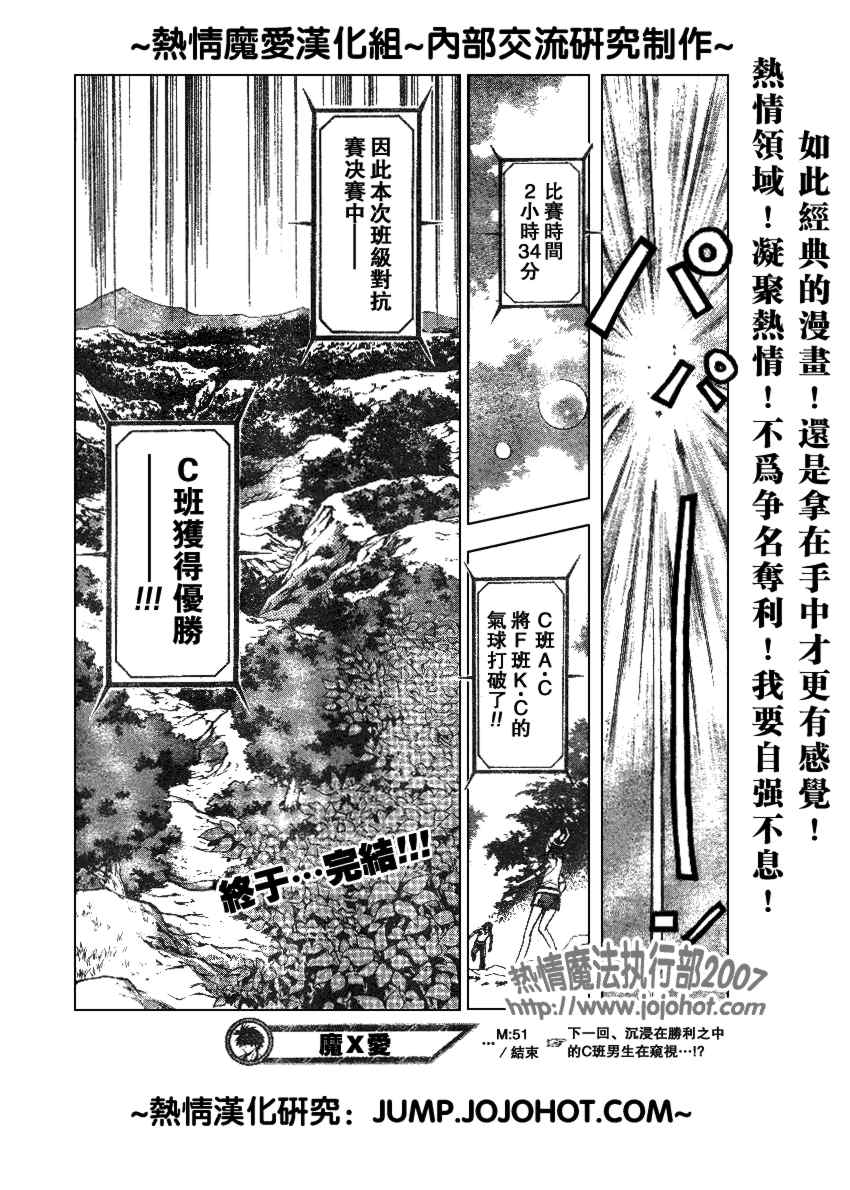 ~熱情魔愛漢化組~內部交流研究制作~
如此經典的漫畫！還是拿在手中才更有感覺！
熱情領域！凝聚熱情！不爲争名奪利！我要自强不息！
パパーン
比賽時間
2小時34分
C班A·C
將F班K·C的
氣球打破了!!
因此本次班級對抗
賽決賽中——
C班獲得優勝
——!!!
終于…完結!!!
熱情魔法执行部2007
http://www.jojohot.com
魔X愛
…
M:51
/結束
☞
下一回、沉浸在勝利之中
的C班男生在窺視…!?
~熱情漢化研究：JUMP.JOJOHOT.COM~